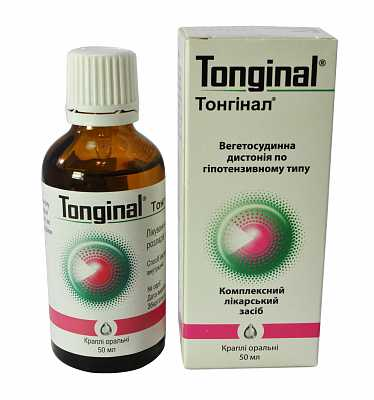 Tonginal®
Тонгінал®
Вегетосудинна
дистонія по
гіпотензивному типу
Комплексний
лікарський
засіб
Краплі оральні
50 мл
Tonginal® Тон
Краплі оральні
50 мл